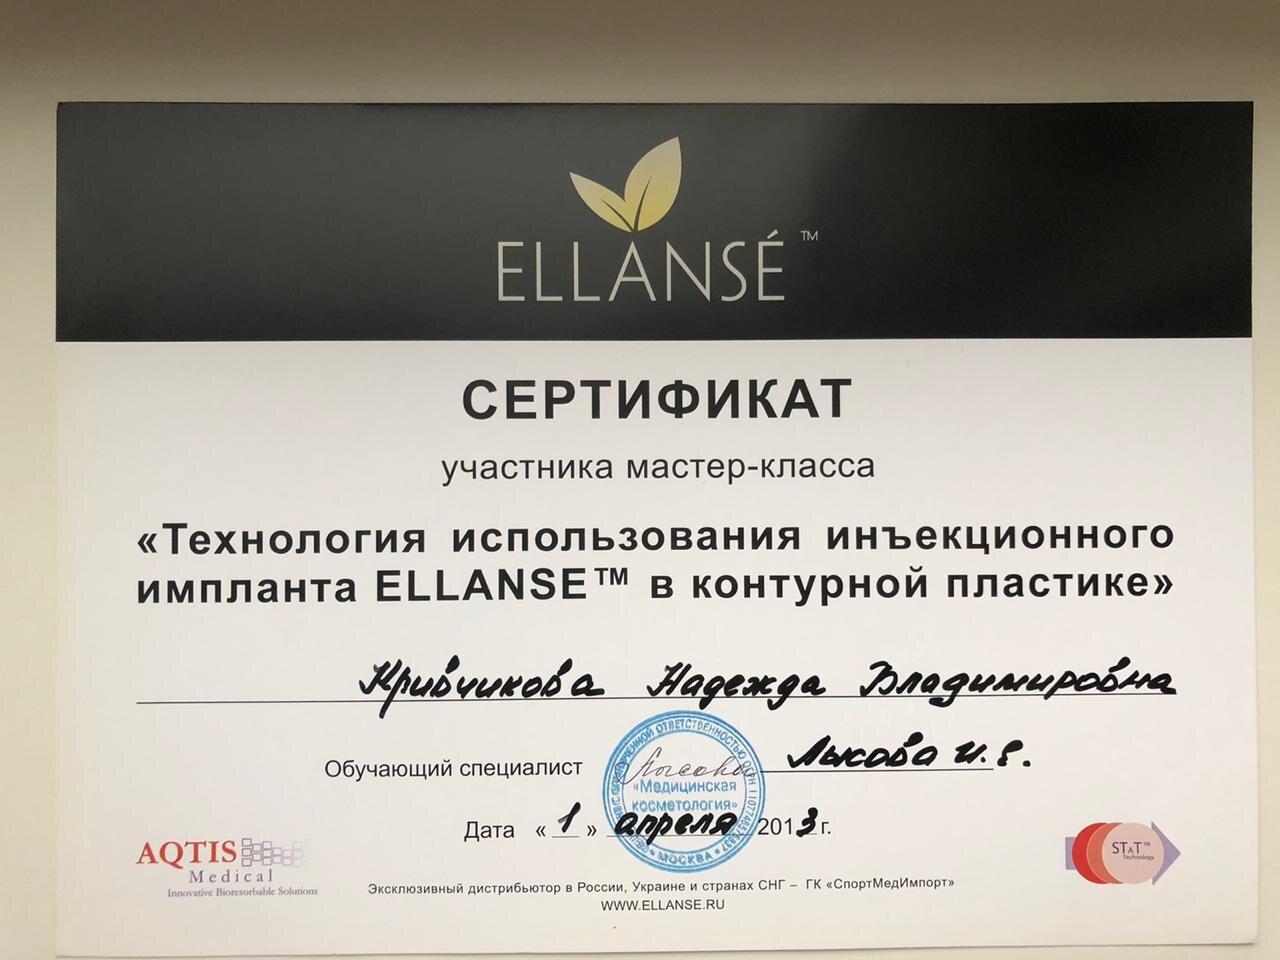 ELLANSÉ™
СЕРТИФИКАТ
участника мастер-класса
«Технология использования инъекционного
импланта ELLANSE™ в контурной пластике»
Кривчикова Надежда Владимировна
Обучающий специалист Лысова И.Е.
«Медицинская
косметология»
МОСКВА
Дата « 1 » апреля 2013 г.
AQTIS
Medical
Innovative Bioresorbable Solutions
STAT™
Technology
Эксклюзивный дистрибьютор в России, Украине и странах СНГ – ГК «СпортМедИмпорт»
WWW.ELLANSE.RU